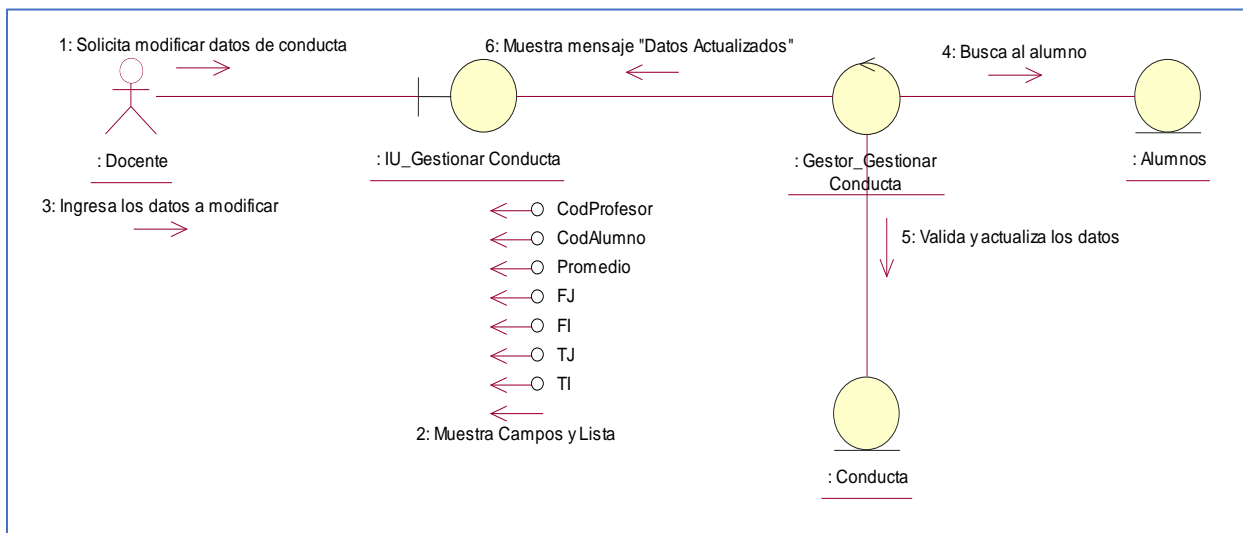 1: Solicita modificar datos de conducta
6: Muestra mensaje "Datos Actualizados"
4: Busca al alumno
: Docente
: IU_Gestionar Conducta
: Gestor_Gestionar
Conducta
: Alumnos
3: Ingresa los datos a modificar
CodProfesor
CodAlumno
Promedio
FJ
FI
TJ
TI
2: Muestra Campos y Lista
5: Valida y actualiza los datos
: Conducta